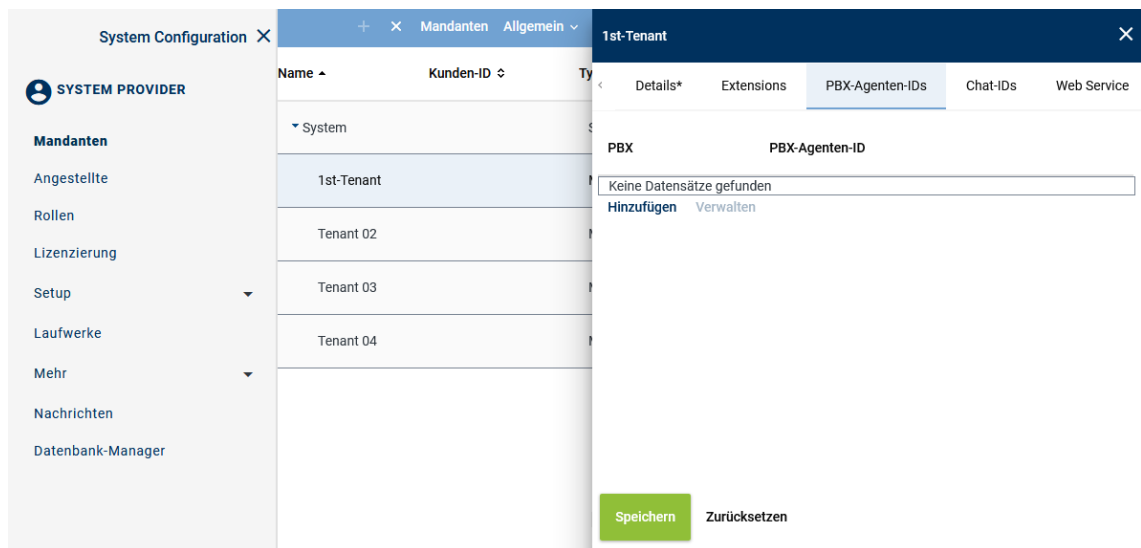 System Configuration
SYSTEM PROVIDER
Mandanten
Angestellte
Rollen
Lizenzierung
Setup
Laufwerke
Mehr
Nachrichten
Datenbank-Manager
Mandanten Allgemein
Name Kunden-ID Ty
System S
1st-Tenant
Tenant 02
Tenant 03
Tenant 04
1st-Tenant
Details* Extensions PBX-Agenten-IDs Chat-IDs Web Service
PBX PBX-Agenten-ID
Keine Datensätze gefunden
Hinzufügen Verwalten
Speichern Zurücksetzen